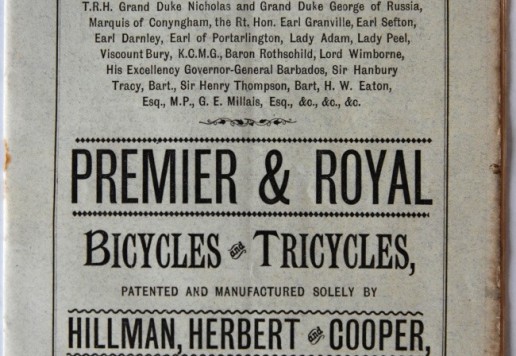 T.R.H. Grand Duke Nicholas and Grand Duke George of Russia,
Marquis of Conyngham, the Rt. Hon. Earl Granville, Earl Sefton,
Earl Darnley, Earl of Portarlington, Lady Adam, Lady Peel,
Viscount Bury, K.C.M.G., Baron Rothschild, Lord Wimborne,
His Excellency Governor-General Barbados, Sir Hanbury
Tracy, Bart., Sir Henry Thompson, Bart, H. W. Eaton,
Esq., M.P., G. E. Millais, Esq., &c., &c., &c.
PREMIER & ROYAL
BICYCLES and TRICYCLES,
PATENTED AND MANUFACTURED SOLELY BY
HILLMAN, HERBERT and COOPER,